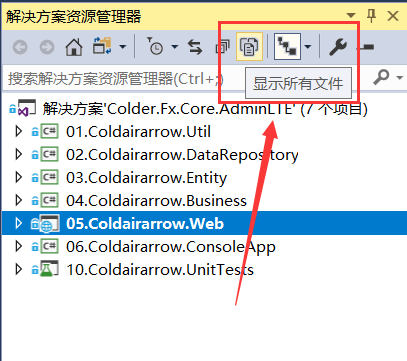 解决方案资源管理器
显示所有文件
搜索解决方案资源管理器(Ctrl+;)
解决方案'Colder.Fx.Core.AdminLTE' (7 个项目)
C# 01.Coldairarrow.Util
C# 02.Coldairarrow.DataRepository
C# 03.Coldairarrow.Entity
C# 04.Coldairarrow.Business
05.Coldairarrow.Web
C# 06.Coldairarrow.ConsoleApp
10.Coldairarrow.UnitTests